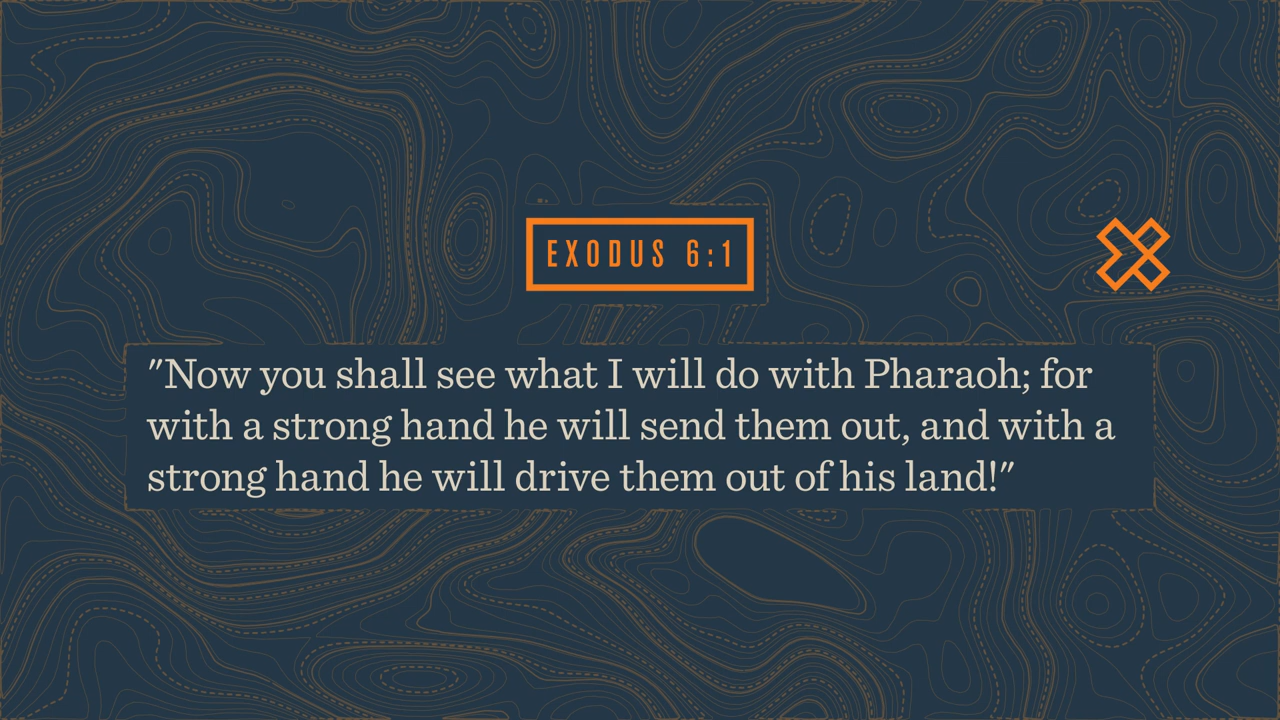 EXODUS 6:1
"Now you shall see what I will do with Pharaoh; for
with a strong hand he will send them out, and with a
strong hand he will drive them out of his land!"